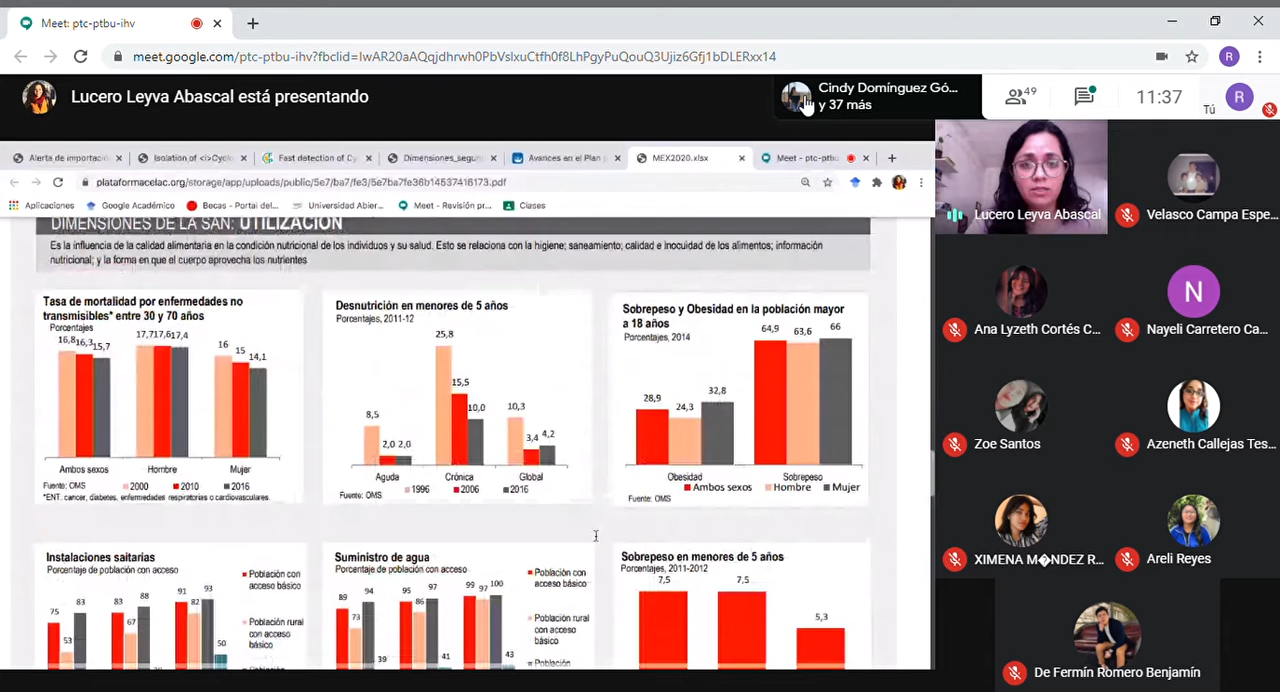 Meet: ptc-ptbu-ihv
meet.google.com/ptc-ptbu-ihv?fbclid=IwAR20aAQqjdhrwh0PbVslxuCtfh0f8LhPgyPuQouQ3Ujiz6Gfj1bDLERxx14
R
Lucero Leyva Abascal está presentando
Cindy Domínguez Gó...
y 37 más
49
11:37
Tú
R
Alerta de importació
Isolation of <i>Cyclo
Fast detection of Cy
Dimensiones_segu
Avances en el Plan p
MEX2020.xlsx
Meet - ptc-ptbu
plataformacelac.org/storage/app/uploads/public/5e7/ba7/fe3/5e7ba7fe36b14537416173.pdf
Aplicaciones
Google Académico
Becas - Portal del...
Universidad Abier...
Meet - Revisión pr...
Clases
DIMENSIONES DE LA SAN: UTILIZACIÓN
Es la influencia de la calidad alimentaria en la condición nutricional de los individuos y su salud. Esto se relaciona con la higiene; saneamiento; calidad e inocuidad de los alimentos; información
nutricional; y la forma en que el cuerpo aprovecha los nutrientes
Tasa de mortalidad por enfermedades no
transmisibles* entre 30 y 70 años
Porcentajes
16,8 16,3 15,7
17,7 17,6 17,4
16 15 14,1
Ambos sexos Hombre Mujer
Fuente: OMS
2000 2010 2016
*ENT: cancer, diabetes, enfermedades respiratorias o cardiovasculares.
Desnutrición en menores de 5 años
Porcentajes, 2011-12
8,5 2,0 2,0
25,8 15,5 10,0
10,3 3,4 4,2
Aguda Crónica Global
Fuente: OMS
1996 2006 2016
Sobrepeso y Obesidad en la población mayor
a 18 años
Porcentajes, 2014
28,9 24,3 32,8
64,9 63,6 66
Obesidad Sobrepeso
Ambos sexos Hombre Mujer
Fuente: OMS
Instalaciones saitarias
Porcentaje de población con acceso
75 53 83
83 67 88
91 82 93 50
Población con
acceso básico
Población rural
con acceso
básico
Población
Suministro de agua
Porcentaje de población con acceso
89 73 94 39
95 86 97 41
99 97 100 43
Población con
acceso básico
Población rural
con acceso
básico
Población
Sobrepeso en menores de 5 años
Porcentajes, 2011-2012
7,5 7,5 5,3
Lucero Leyva Abascal
Velasco Campa Espe...
Ana Lyzeth Cortés C...
N
Nayeli Carretero Ca...
Zoe Santos
Azeneth Callejas Tes...
XIMENA M�NDEZ R...
Areli Reyes
De Fermín Romero Benjamín